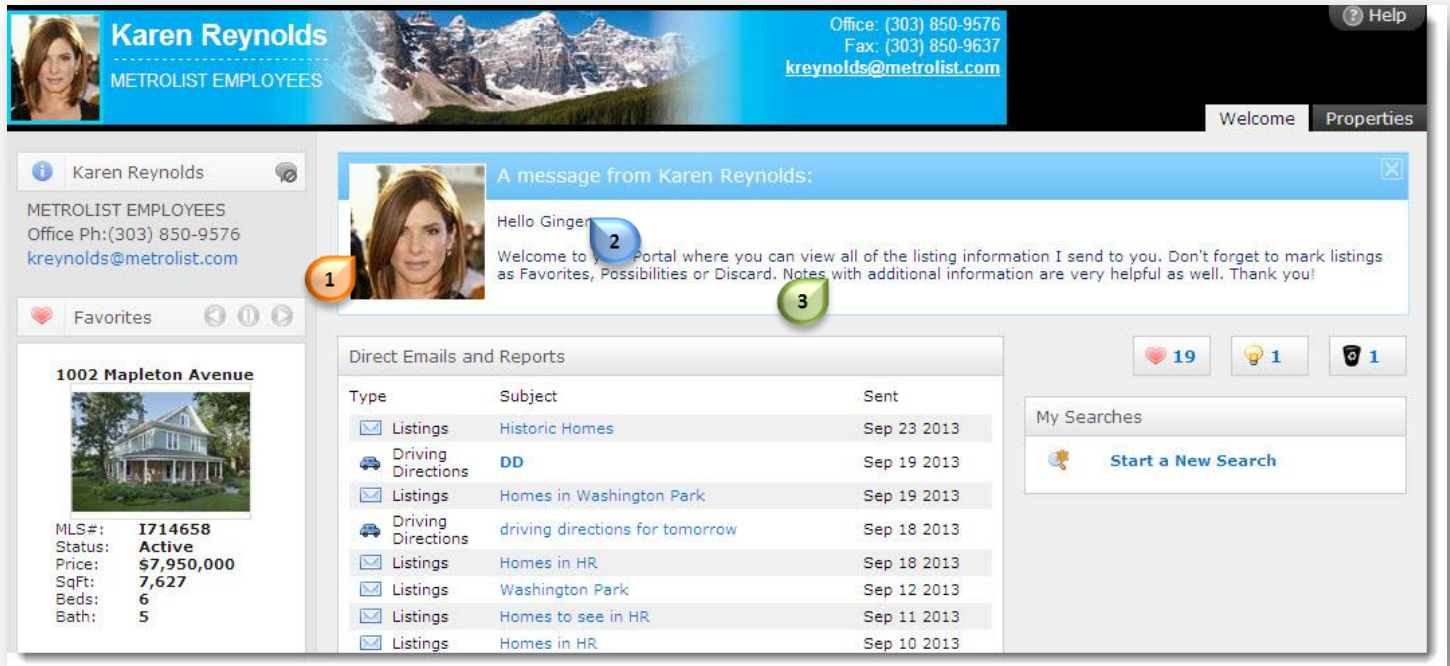 Karen Reynolds
METROLIST EMPLOYEES
Office: (303) 850-9576
Fax: (303) 850-9637
kreynolds@metrolist.com
Help
Welcome Properties
Karen Reynolds
METROLIST EMPLOYEES
Office Ph:(303) 850-9576
kreynolds@metrolist.com
Favorites
1002 Mapleton Avenue
MLS#: I714658
Status: Active
Price: $7,950,000
SqFt: 7,627
Beds: 6
Bath: 5
A message from Karen Reynolds:
Hello Ginger
Welcome to Portal where you can view all of the listing information I send to you. Don't forget to mark listings
as Favorites, Possibilities or Discard. Notes with additional information are very helpful as well. Thank you!
1
2
3
Direct Emails and Reports
Type Subject Sent
Listings Historic Homes Sep 23 2013
Driving Directions DD Sep 19 2013
Listings Homes in Washington Park Sep 19 2013
Driving Directions driving directions for tomorrow Sep 18 2013
Listings Homes in HR Sep 18 2013
Listings Washington Park Sep 12 2013
Listings Homes to see in HR Sep 11 2013
Listings Homes in HR Sep 10 2013
19 1 1
My Searches
Start a New Search